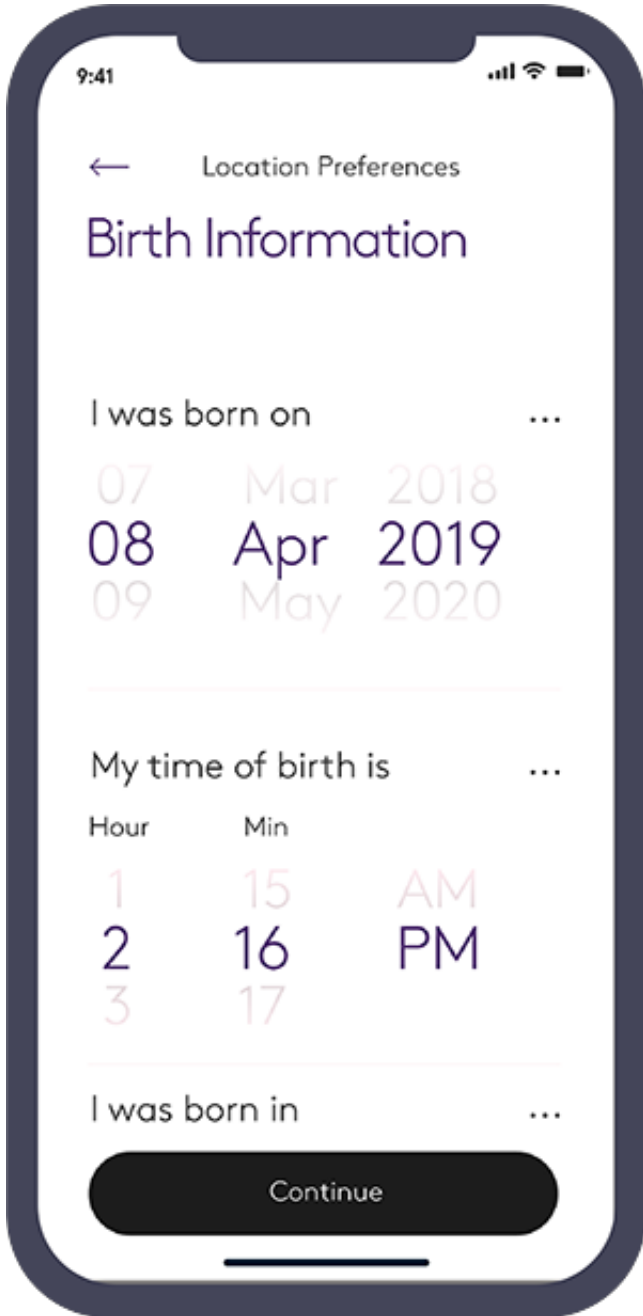 9:41
Location Preferences
Birth Information
I was born on ...
07 Mar 2018
08 Apr 2019
09 May 2020
My time of birth is ...
Hour Min
1 15 AM
2 16 PM
3 17
I was born in ...
Continue